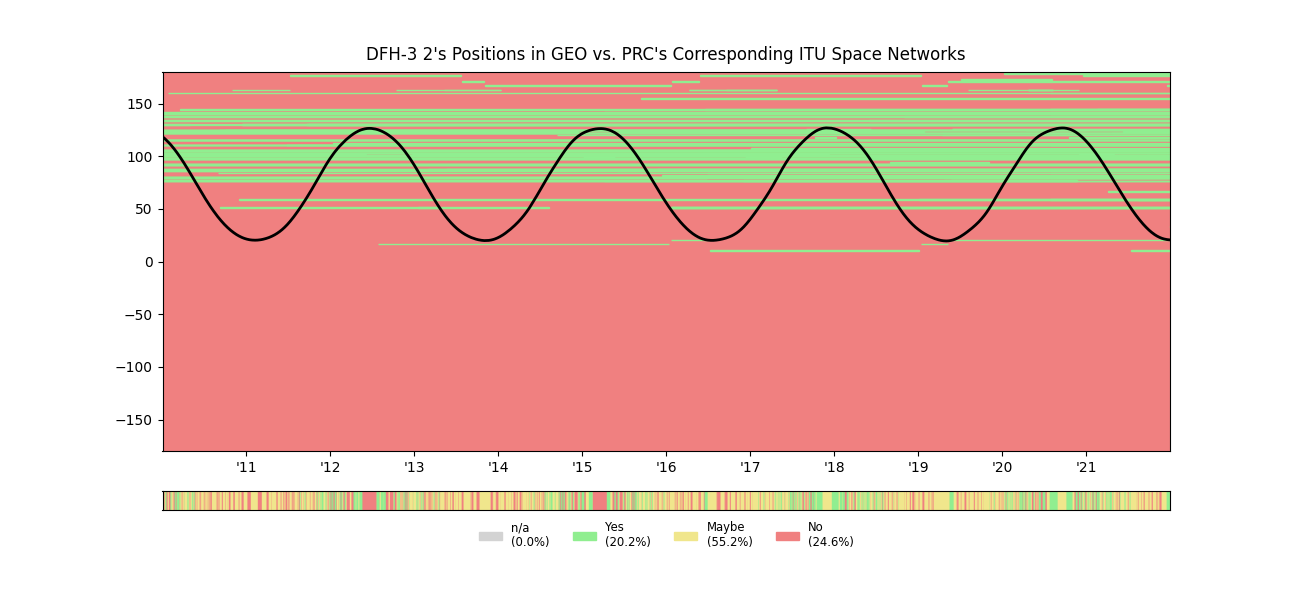 DFH-3 2's Positions in GEO vs. PRC's Corresponding ITU Space Networks
150
100
50
0
−50
−100
−150
'11 '12 '13 '14 '15 '16 '17 '18 '19 '20 '21
n/a Yes Maybe No
(0.0%) (20.2%) (55.2%) (24.6%)